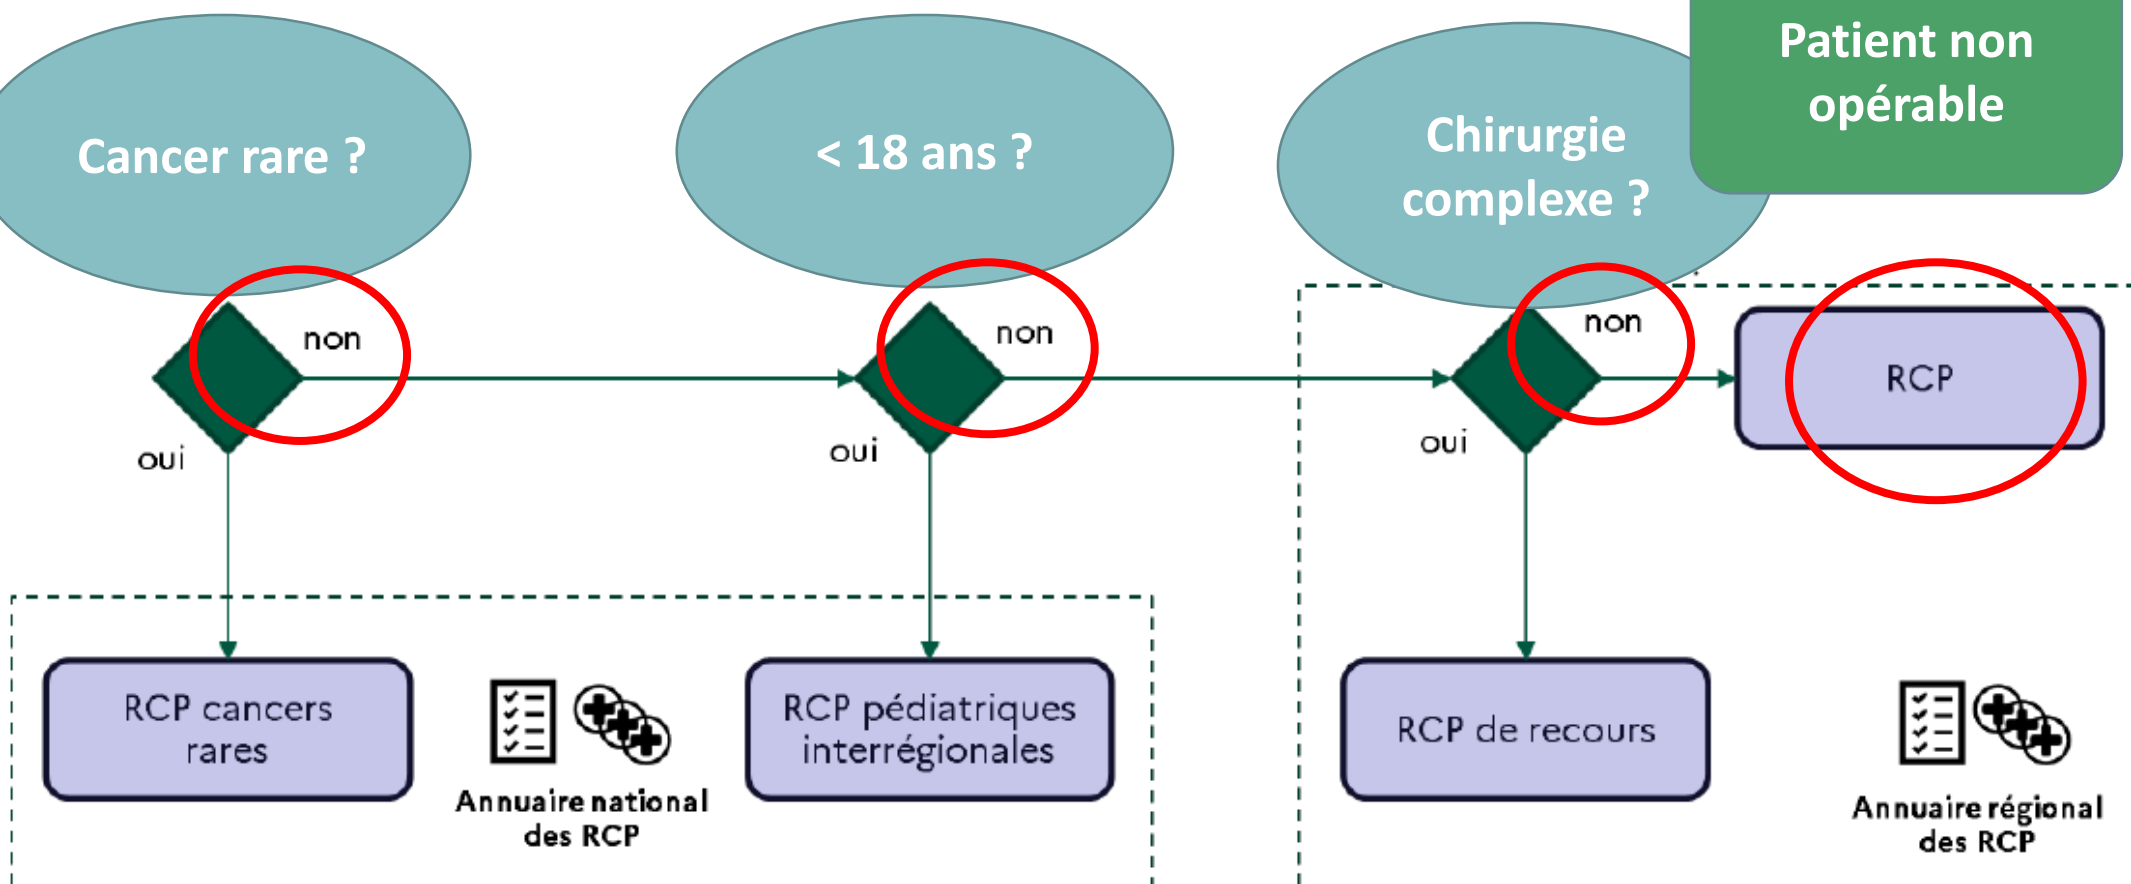 Patient non
opérable
Cancer rare ?
< 18 ans ?
Chirurgie
complexe ?
non
non
non
RCP
oui
oui
oui
RCP cancers
rares
RCP pédiatriques
interrégionales
RCP de recours
Annuaire national
des RCP
Annuaire régional
des RCP